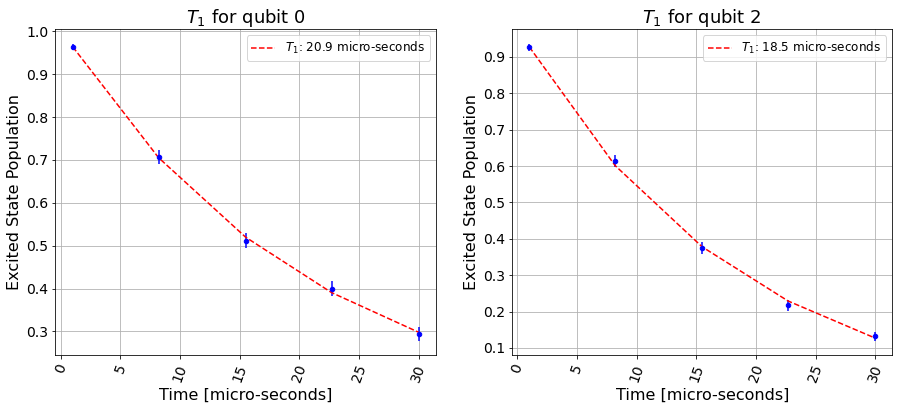 T₁ for qubit 0
T₁: 20.9 micro-seconds
Excited State Population
1.0
0.9
0.8
0.7
0.6
0.5
0.4
0.3
0 5 10 15 20 25 30
Time [micro-seconds]
T₁ for qubit 2
T₁: 18.5 micro-seconds
Excited State Population
0.9
0.8
0.7
0.6
0.5
0.4
0.3
0.2
0.1
0 5 10 15 20 25 30
Time [micro-seconds]